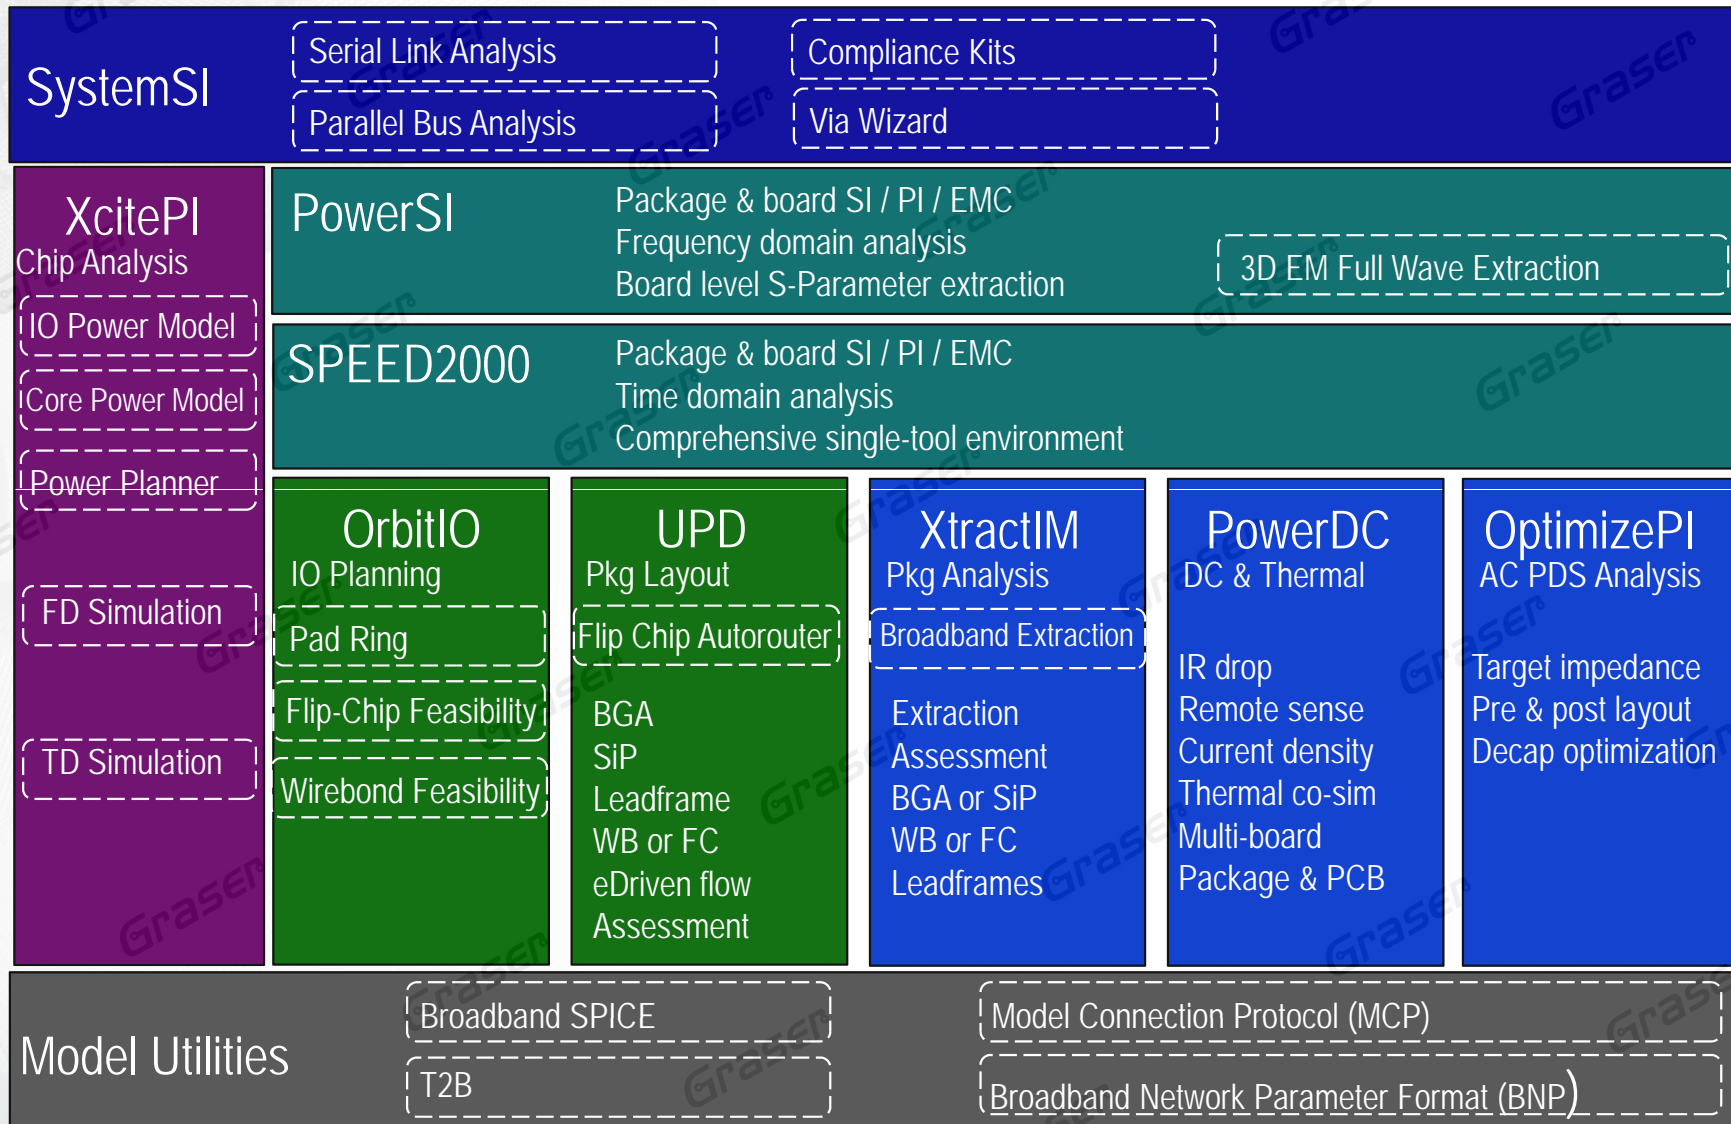 SystemSI
Serial Link Analysis
Parallel Bus Analysis
Compliance Kits
Via Wizard
XcitePI
Chip Analysis
IO Power Model
Core Power Model
Power Planner
FD Simulation
TD Simulation
PowerSI
Package & board SI / PI / EMC
Frequency domain analysis
Board level S-Parameter extraction
3D EM Full Wave Extraction
SPEED2000
Package & board SI / PI / EMC
Time domain analysis
Comprehensive single-tool environment
OrbitIO
IO Planning
Pad Ring
Flip-Chip Feasibility
Wirebond Feasibility
UPD
Pkg Layout
Flip Chip Autorouter
BGA
SiP
Leadframe
WB or FC
eDriven flow
Assessment
XtractIM
Pkg Analysis
Broadband Extraction
Extraction
Assessment
BGA or SiP
WB or FC
Leadframes
PowerDC
DC & Thermal
IR drop
Remote sense
Current density
Thermal co-sim
Multi-board
Package & PCB
OptimizePI
AC PDS Analysis
Target impedance
Pre & post layout
Decap optimization
Model Utilities
Broadband SPICE
T2B
Model Connection Protocol (MCP)
Broadband Network Parameter Format (BNP)
Graser